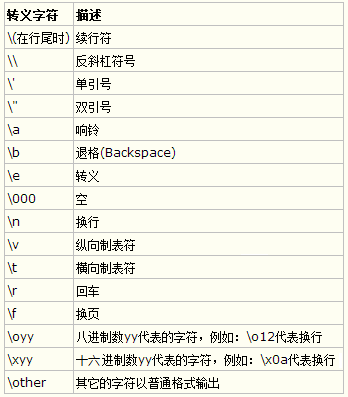 转义字符 描述
\(在行尾时) 续行符
\\ 反斜杠符号
\' 单引号
\" 双引号
\a 响铃
\b 退格(Backspace)
\e 转义
\000 空
\n 换行
\v 纵向制表符
\t 横向制表符
\r 回车
\f 换页
\oyy 八进制数yy代表的字符，例如：\o12代表换行
\xyy 十六进制数yy代表的字符，例如：\x0a代表换行
\other 其它的字符以普通格式输出